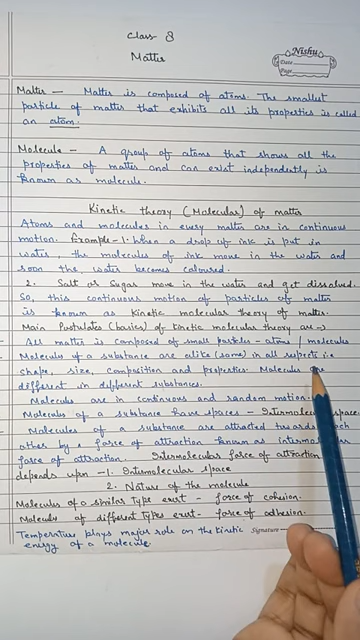 Class 8
Nishu
Matter
Date
Page
Matter — Matter is composed of atoms. The smallest
particle of matter that exhibits all its properties is called
an atom.
Molecule - A group of atoms that shows all the
properties of matter and can exist independently is
known as molecule.
Kinetic theory (Molecular) of matter
Atoms and molecules in every matter are in continuous
motion. Example - 1. When a drop of ink is put in
water, the molecules of ink move in the water and
soon the, water becomes coloured.
2. Salt or Sugar move in the water and get dissolved.
So, this continuous motion of particles of matter
is known as kinetic molecular theory of matter.
Main Postulates (basics) of kinetic molecular theory are ⇒
- All matter is composed of small particles - atoms / molecules
- Molecules of a substance are alike (same) in all respects i.e
shape, size, composition and properties. Molecules are
different in different substances.
Molecules are in continuous and random motion.
Molecules of a substance have spaces - Intermolecular space.
- Molecules of a substance are attracted towards each
other by a force of attraction known as intermolecular
force of attraction. Intermolecular force of attraction
depends upon - 1. Intermolecular space
2. Nature of the molecule
Molecules of a similar type exert - force of cohesion.
Molecules of different types exert - force of adhesion.
Signature
Temperature plays major role on the kinetic
energy of a molecule.